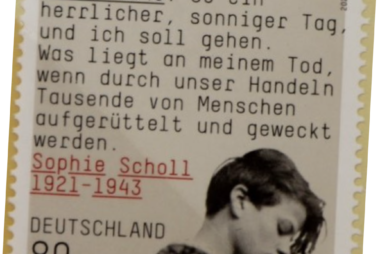 herrlicher, sonniger Tag,
und ich soll gehen.
Was liegt an meinem Tod,
wenn durch unser Handeln
Tausende von Menschen
aufgerüttelt und geweckt
werden.
Sophie Scholl
1921-1943
DEUTSCHLAND
80